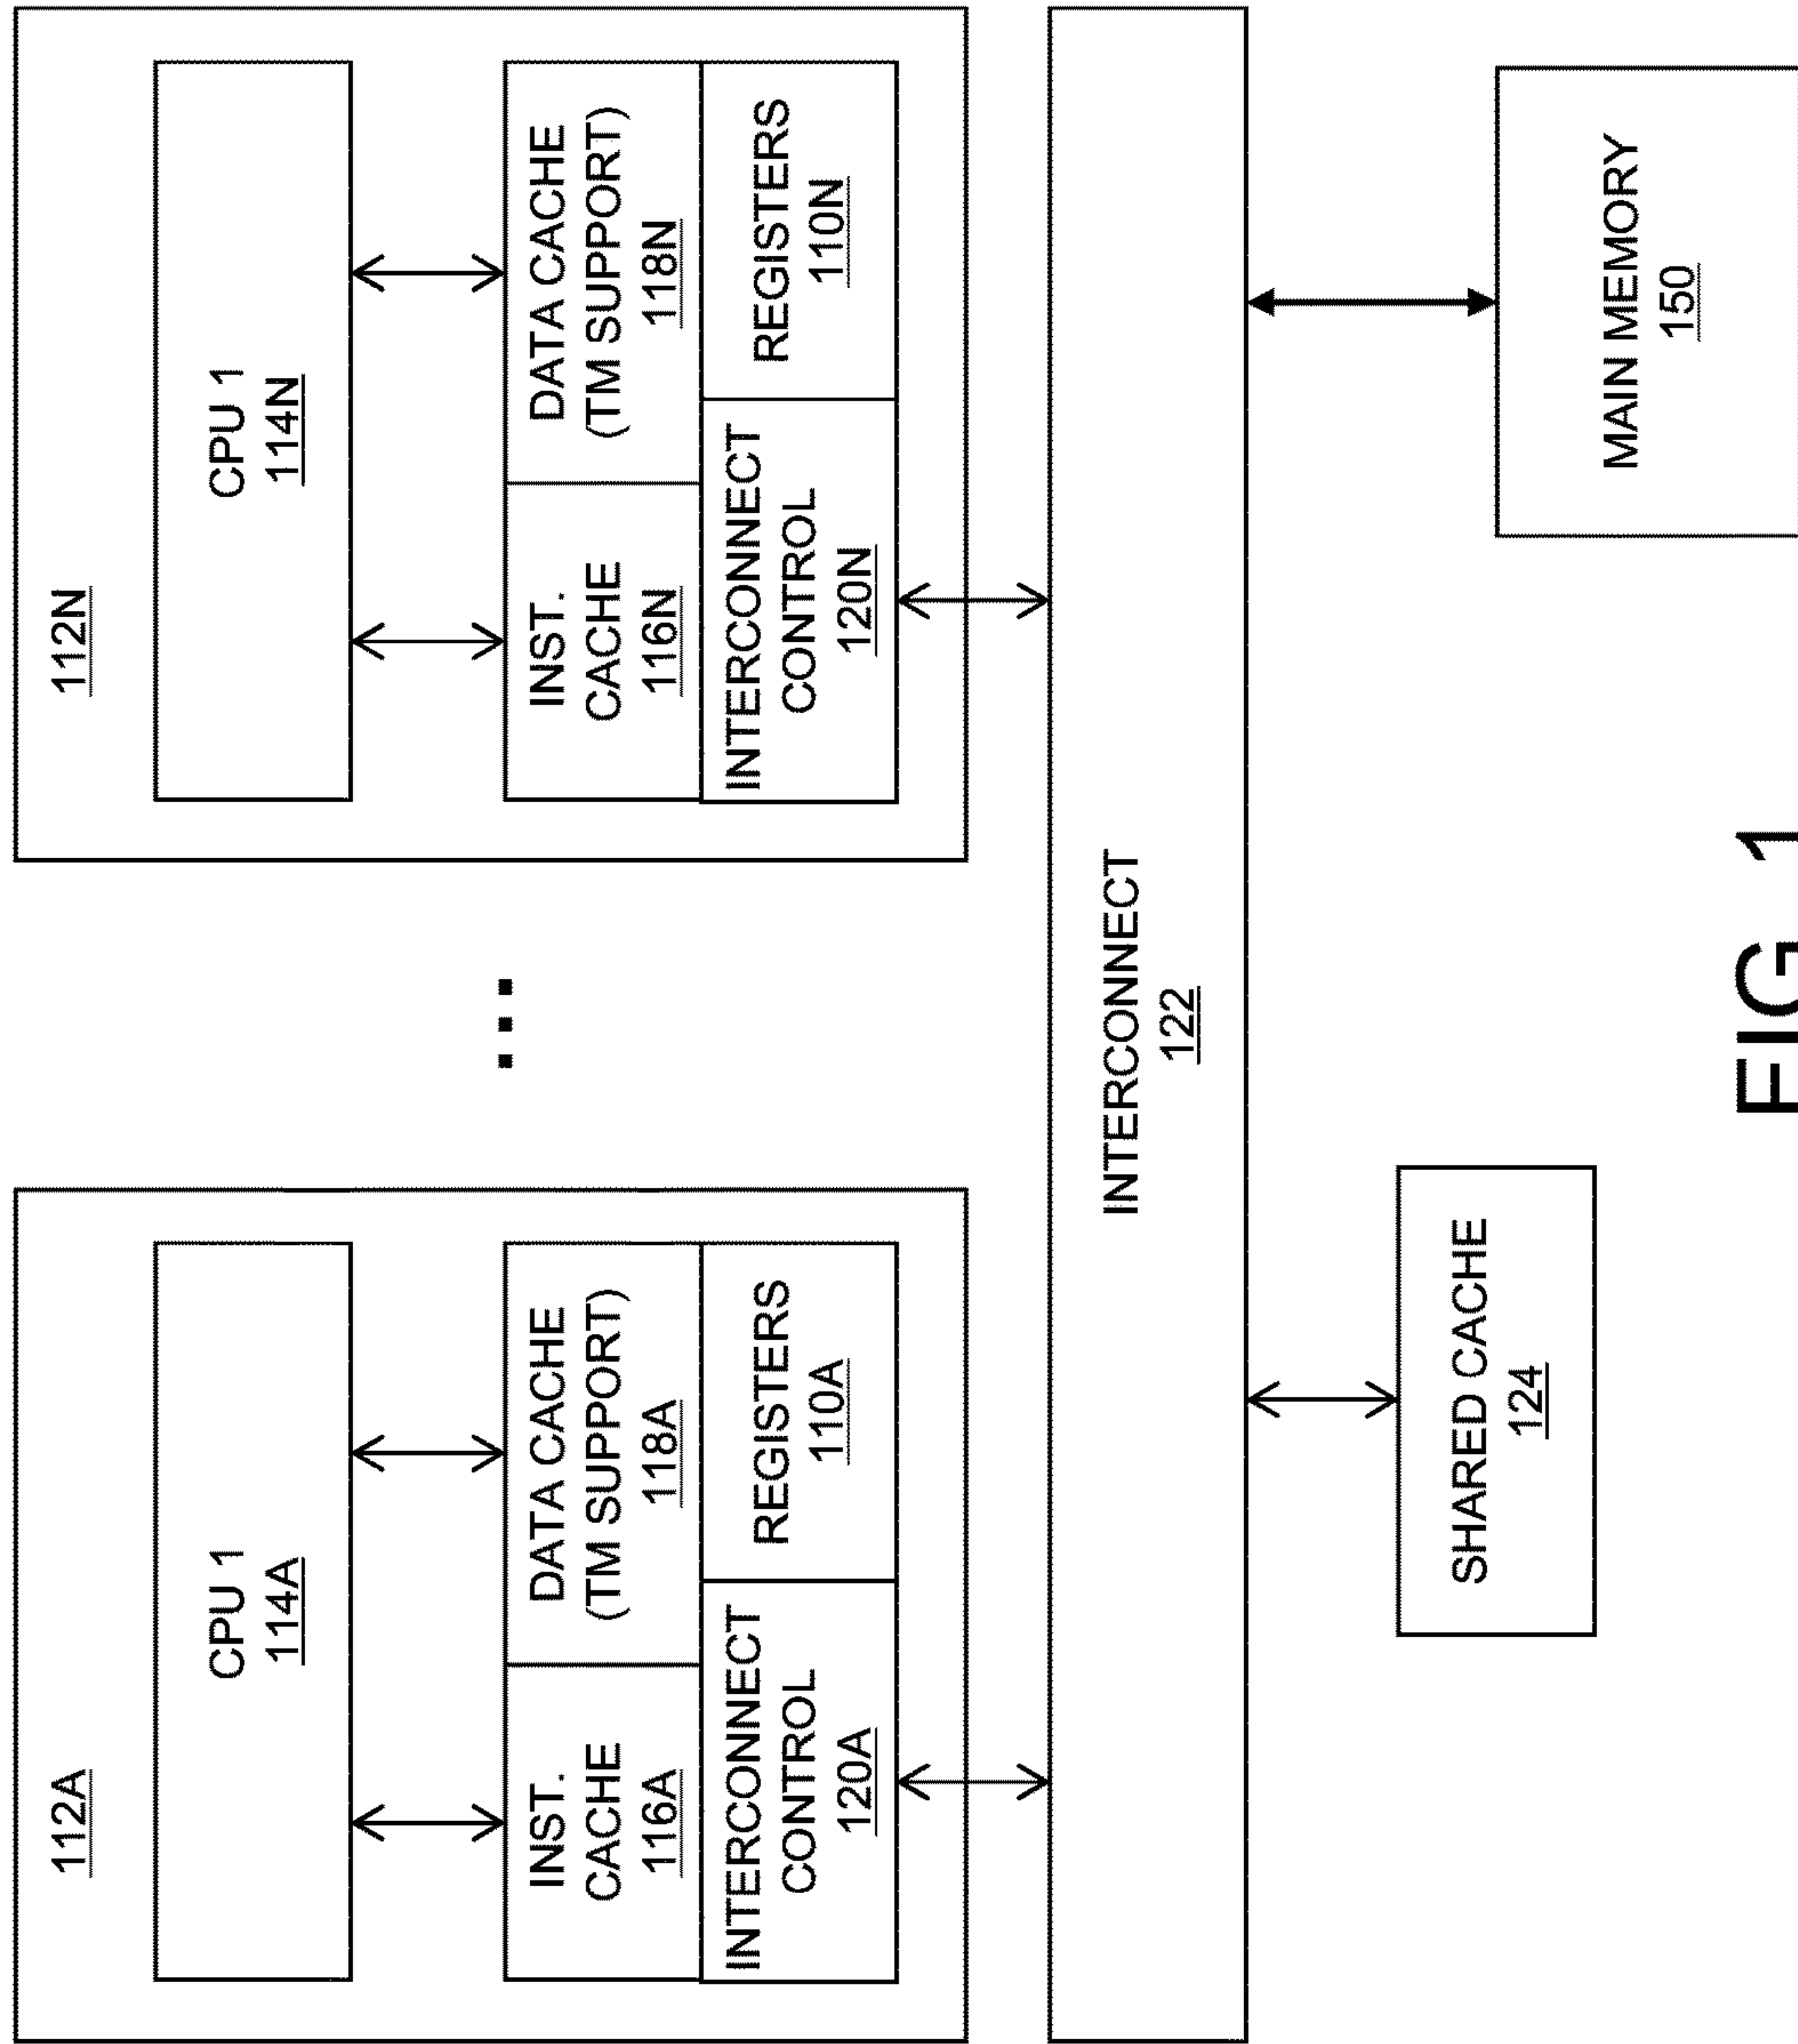 112A
CPU 1
114A
INST.
CACHE
116A
DATA CACHE
(TM SUPPORT)
118A
INTERCONNECT
CONTROL
120A
REGISTERS
110A
...
112N
CPU 1
114N
INST.
CACHE
116N
DATA CACHE
(TM SUPPORT)
118N
INTERCONNECT
CONTROL
120N
REGISTERS
110N
INTERCONNECT
122
SHARED CACHE
124
MAIN MEMORY
150
FIG. 1